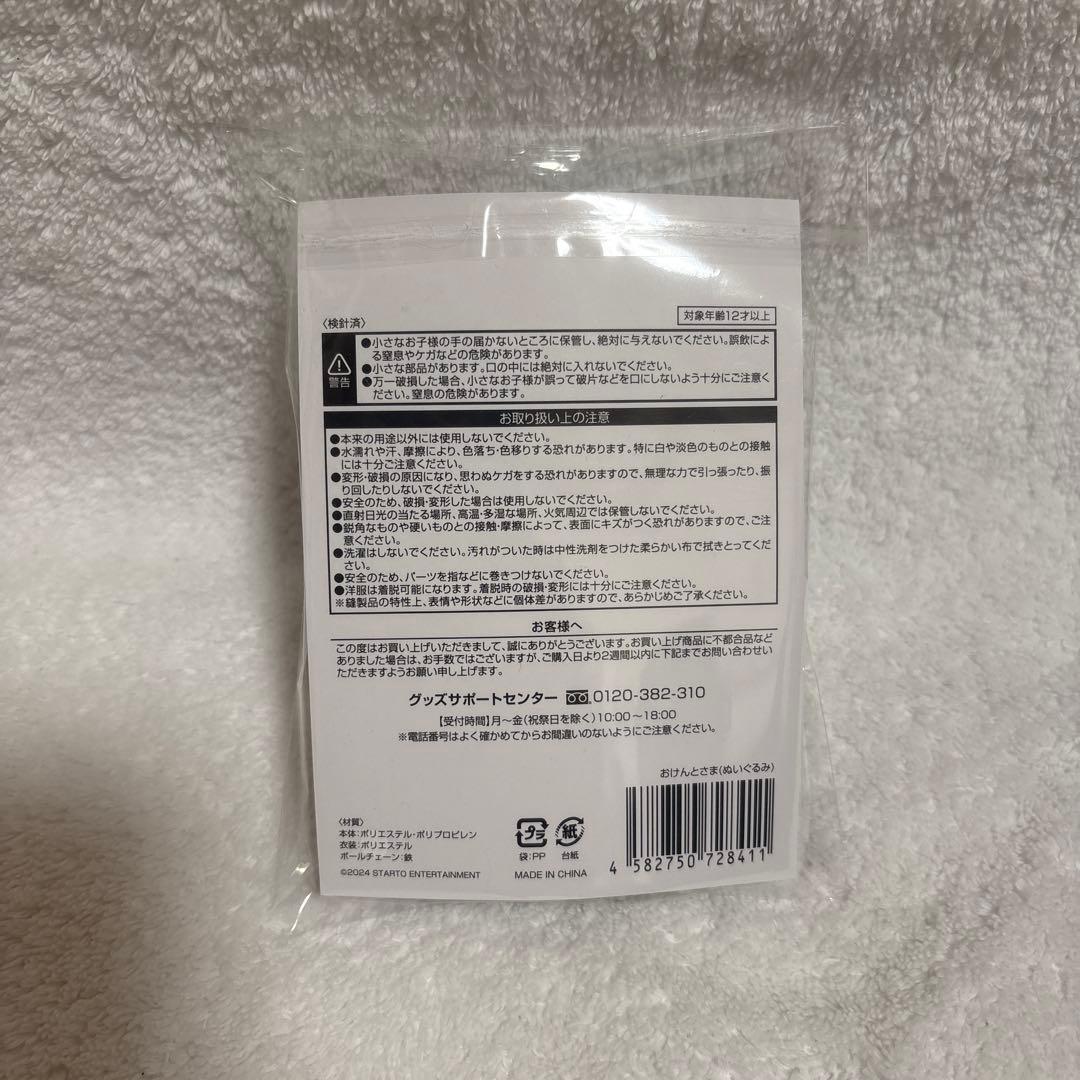 〈検針済〉
対象年齢12才以上
警告
●小さなお子様の手の届かないところに保管し、絶対に与えないでください。誤飲によ
る窒息やケガなどの危険があります。
●小さな部品があります。口の中には絶対に入れないでください。
●万一破損した場合、小さなお子様が誤って破片などを口にしないよう十分にご注意く
ださい。窒息の危険があります。
お取り扱い上の注意
●本来の用途以外には使用しないでください。
●水濡れや汗、摩擦により、色落ち・色移りする恐れがあります。特に白や淡色のものとの接触
には十分ご注意ください。
●変形・破損の原因になり、思わぬケガをする恐れがありますので、無理な力で引っ張ったり、振
り回したりしないでください。
●安全のため、破損・変形した場合は使用しないでください。
●直射日光の当たる場所、高温・多湿な場所、火気周辺では保管しないでください。
●鋭角なものや硬いものとの接触・摩擦によって、表面にキズがつく恐れがありますので、ご注
意ください。
●洗濯はしないでください。汚れがついた時は中性洗剤をつけた柔らかい布で拭きとってくだ
さい。
●安全のため、パーツを指などに巻きつけないでください。
●洋服は着脱可能になります。着脱時の破損・変形には十分にご注意ください。
※縫製品の特性上、表情や形状などに個体差がありますので、あらかじめご了承ください。
お客様へ
この度はお買い上げいただきまして、誠にありがとうございます。お買い上げ商品に不都合品など
ありました場合は、お手数ではございますが、ご購入日より2週間以内に下記までお問い合わせい
ただきますようお願い申し上げます。
グッズサポートセンター 0120-382-310
【受付時間】月〜金(祝祭日を除く)10:00〜18:00
※電話番号はよく確かめてからお間違いのないようにご注意ください。
おけんとさま(ぬいぐるみ)
〈材質〉
本体:ポリエステル・ポリプロピレン
衣装:ポリエステル
ボールチェーン:鉄
©2024 STARTO ENTERTAINMENT
プラ
袋:PP
紙
台紙
MADE IN CHINA
4 582750 728411